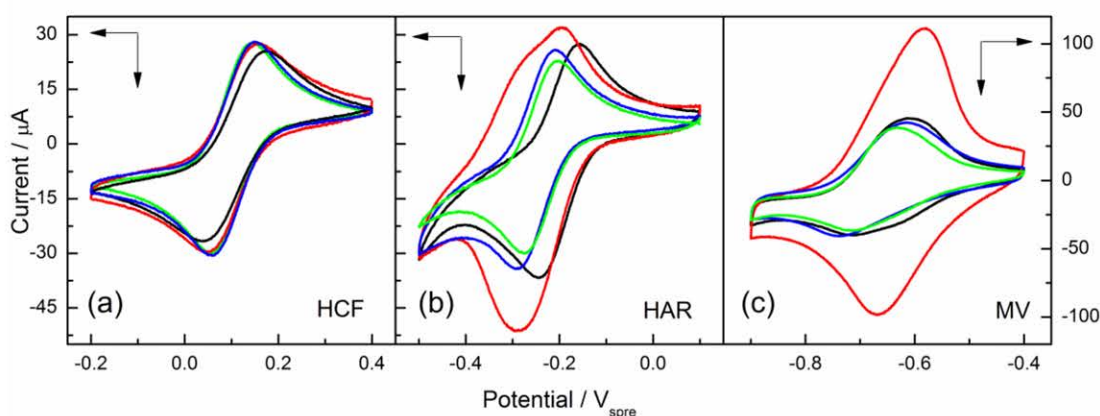 30
15
0
-15
-30
-45
Current / μA
(a)
HCF
(b)
HAR
(c)
MV
100
50
0
-50
-100
-0.2 0.0 0.2 0.4
-0.4 -0.2 0.0
-0.8 -0.6 -0.4
Potential / V_spre